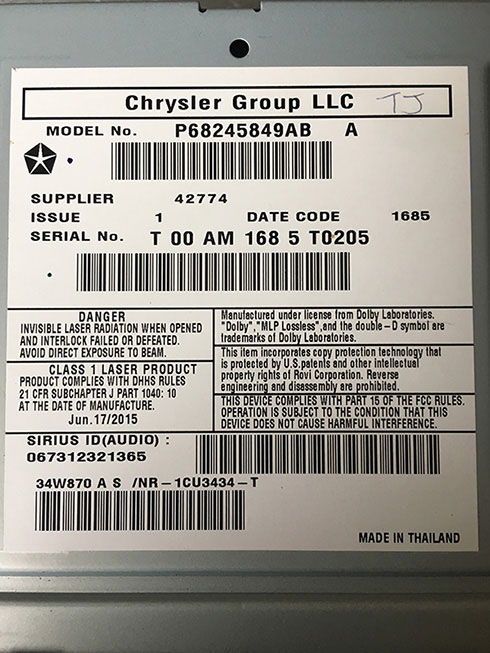 Chrysler Group LLC TJ
MODEL No. P68245849AB A
SUPPLIER 42774
ISSUE 1 DATE CODE 1685
SERIAL No. T 00 AM 168 5 T0205
DANGER
INVISIBLE LASER RADIATION WHEN OPENED
AND INTERLOCK FAILED OR DEFEATED.
AVOID DIRECT EXPOSURE TO BEAM.
CLASS 1 LASER PRODUCT
PRODUCT COMPLIES WITH DHHS RULES
21 CFR SUBCHAPTER J PART 1040: 10
AT THE DATE OF MANUFACTURE.
Jun.17/2015
Manufactured under license from Dolby Laboratories.
"Dolby","MLP Lossless",and the double-D symbol are
trademarks of Dolby Laboratories.
This item incorporates copy protection technology that
is protected by U.S.patents and other intellectual
property rights of Rovi Corporation. Reverse
engineering and disassembly are prohibited.
THIS DEVICE COMPLIES WITH PART 15 OF THE FCC RULES.
OPERATION IS SUBJECT TO THE CONDITION THAT THIS
DEVICE DOES NOT CAUSE HARMFUL INTERFERENCE.
SIRIUS ID(AUDIO) :
067312321365
34W870 A S /NR-1CU3434-T
MADE IN THAILAND